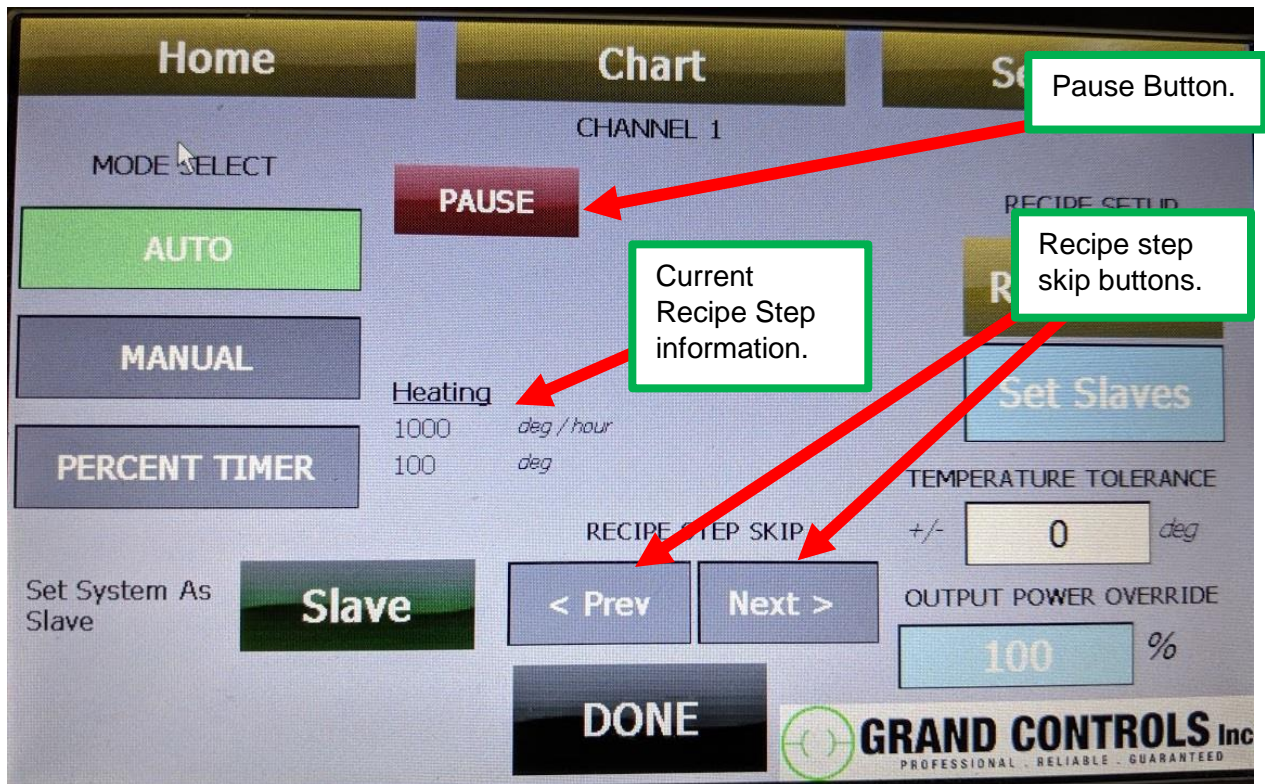 Home
Chart
Pause Button.
CHANNEL 1
MODE SELECT
PAUSE
RECIPE SETUP
AUTO
Recipe step
skip buttons.
Current
Recipe Step
information.
MANUAL
Heating
1000 deg / hour
100 deg
Set Slaves
PERCENT TIMER
TEMPERATURE TOLERANCE
+/- 0 deg
RECIPE STEP SKIP
Set System As
Slave
Slave
< Prev
Next >
OUTPUT POWER OVERRIDE
100 %
DONE
GRAND CONTROLS Inc
PROFESSIONAL . RELIABLE . GUARANTEED